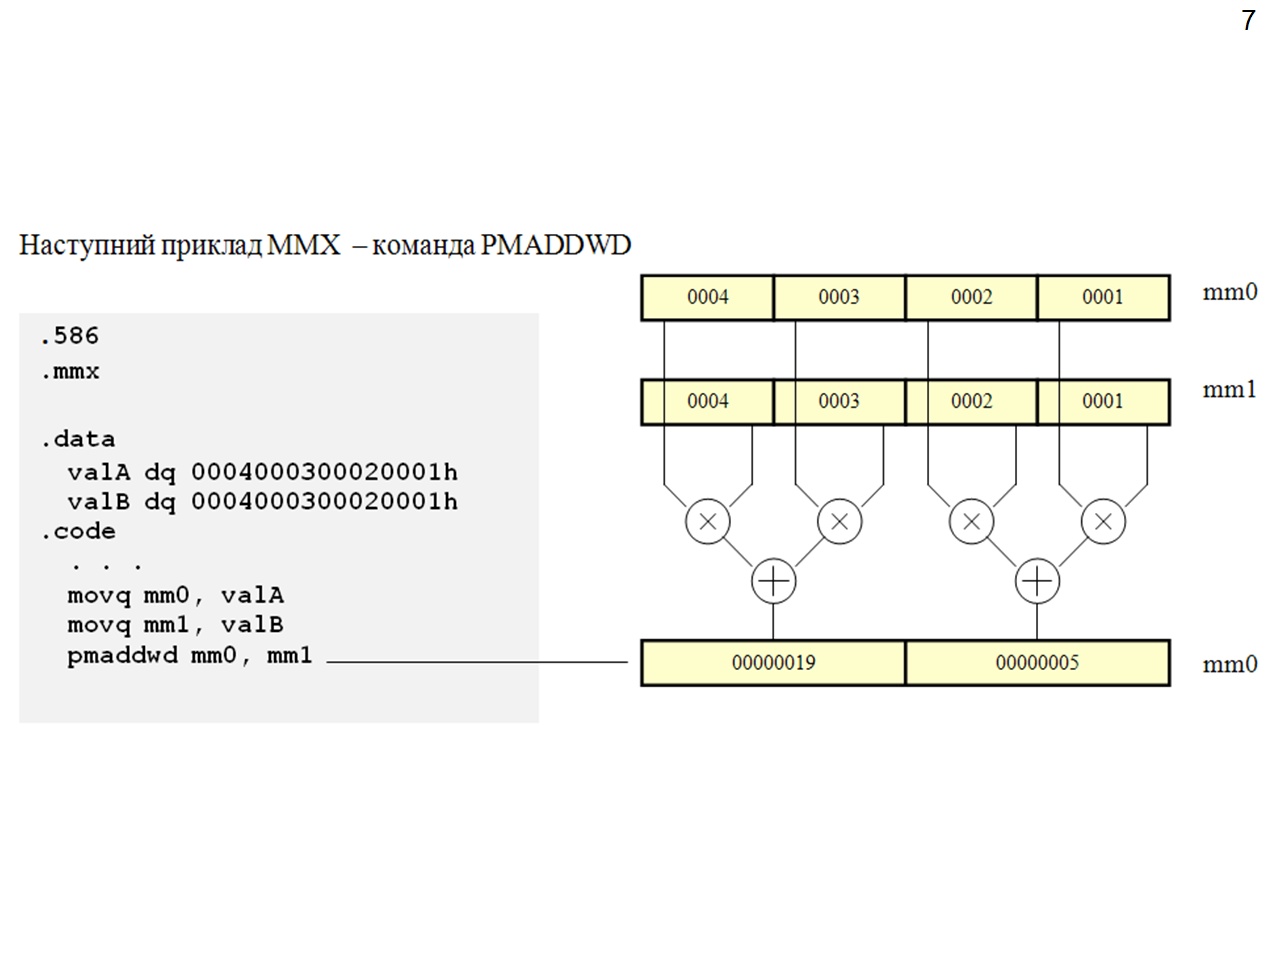 7
Наступний приклад MMX – команда PMADDWD
.586
.mmx
.data
valA dq 0004000300020001h
valB dq 0004000300020001h
.code
. . .
movq mm0, valA
movq mm1, valB
pmaddwd mm0, mm1
0004 0003 0002 0001 mm0
0004 0003 0002 0001 mm1
00000019 00000005 mm0